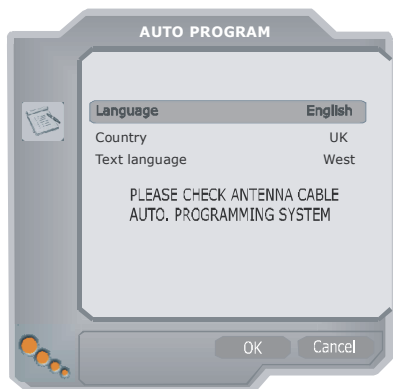 AUTO PROGRAM
Language English
Country UK
Text language West
PLEASE CHECK ANTENNA CABLE
AUTO. PROGRAMMING SYSTEM
OK Cancel